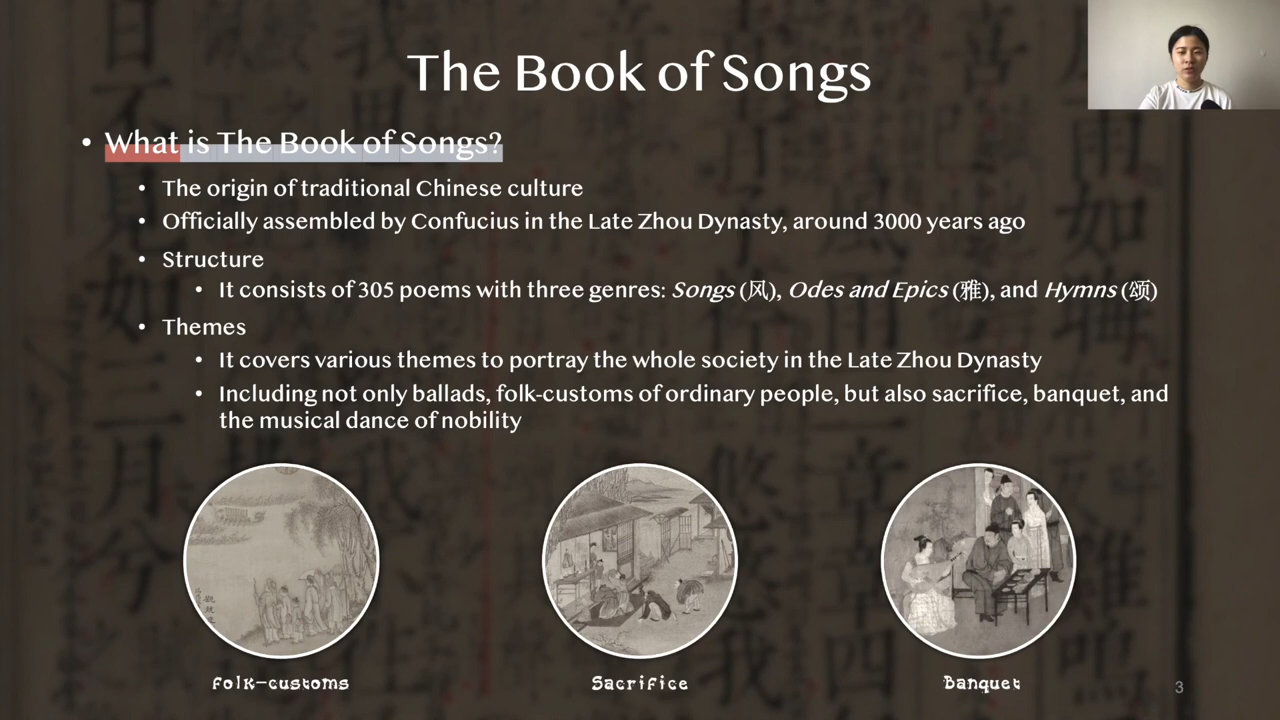 The Book of Songs
What is The Book of Songs?
The origin of traditional Chinese culture
Officially assembled by Confucius in the Late Zhou Dynasty, around 3000 years ago
Structure
It consists of 305 poems with three genres: Songs (风), Odes and Epics (雅), and Hymns (颂)
Themes
It covers various themes to portray the whole society in the Late Zhou Dynasty
Including not only ballads, folk-customs of ordinary people, but also sacrifice, banquet, and
the musical dance of nobility
Folk-customs
Sacrifice
Banquet
3